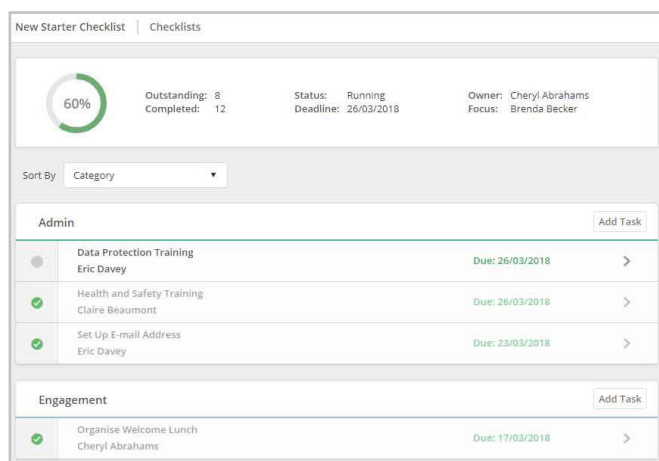 New Starter Checklist | Checklists
60%
Outstanding: 8
Completed: 12
Status: Running
Deadline: 26/03/2018
Owner: Cheryl Abrahams
Focus: Brenda Becker
Sort By Category
Admin Add Task
Data Protection Training
Eric Davey
Due: 26/03/2018
Health and Safety Training
Claire Beaumont
Due: 26/03/2018
Set Up E-mail Address
Eric Davey
Due: 23/03/2018
Engagement Add Task
Organise Welcome Lunch
Cheryl Abrahams
Due: 17/03/2018